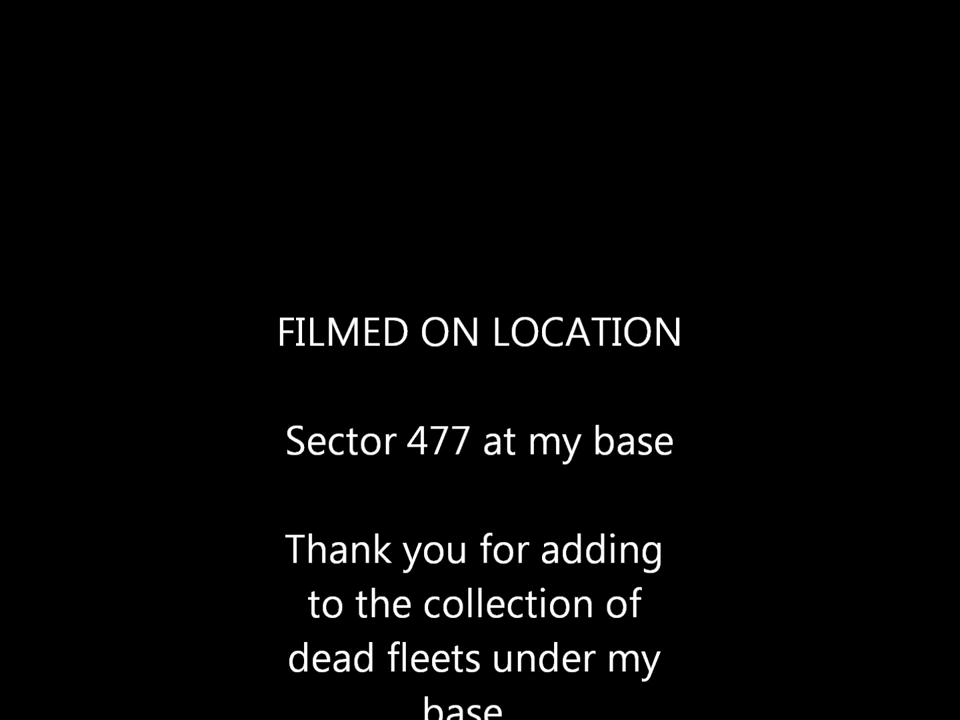 FILMED ON LOCATION
Sector 477 at my base
Thank you for adding
to the collection of
dead fleets under my
base